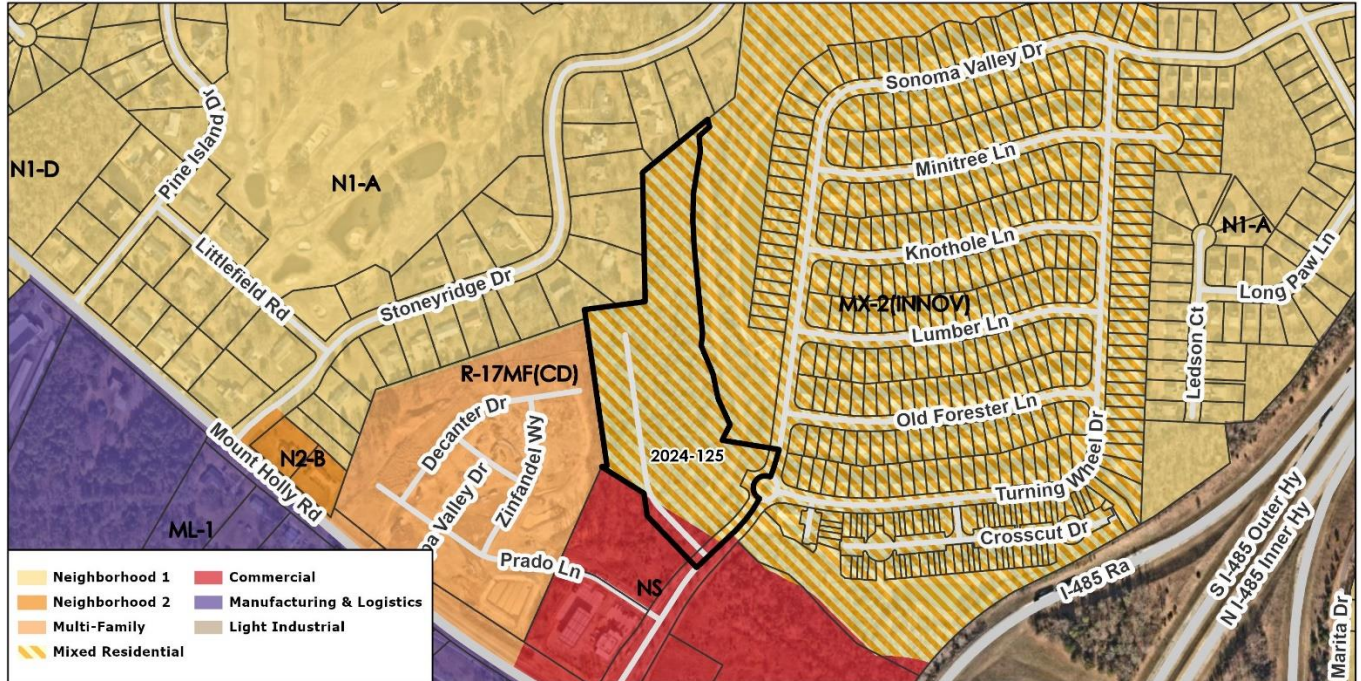 Sonoma Valley Dr
Pine Island Dr
Minitree Ln
N1-D
N1-A
N1-A
Knothole Ln
Long Paw Ln
Littlefield Rd
Stoneyridge Dr
MX-2(INNOV)
Lumber Ln
Ledson Ct
R-17MF(CD)
Decanter Dr
Old Forester Ln
Zinfandel Wy
Turning Wheel Dr
2024-125
N2-B
Mount Holly Rd
pa Valley Dr
S I-485 Outer Hy
N I-485 Inner Hy
ML-1
Crosscut Dr
Prado Ln
I-485 Ra
NS
Marita Dr
Neighborhood 1
Neighborhood 2
Multi-Family
Mixed Residential
Commercial
Manufacturing & Logistics
Light Industrial